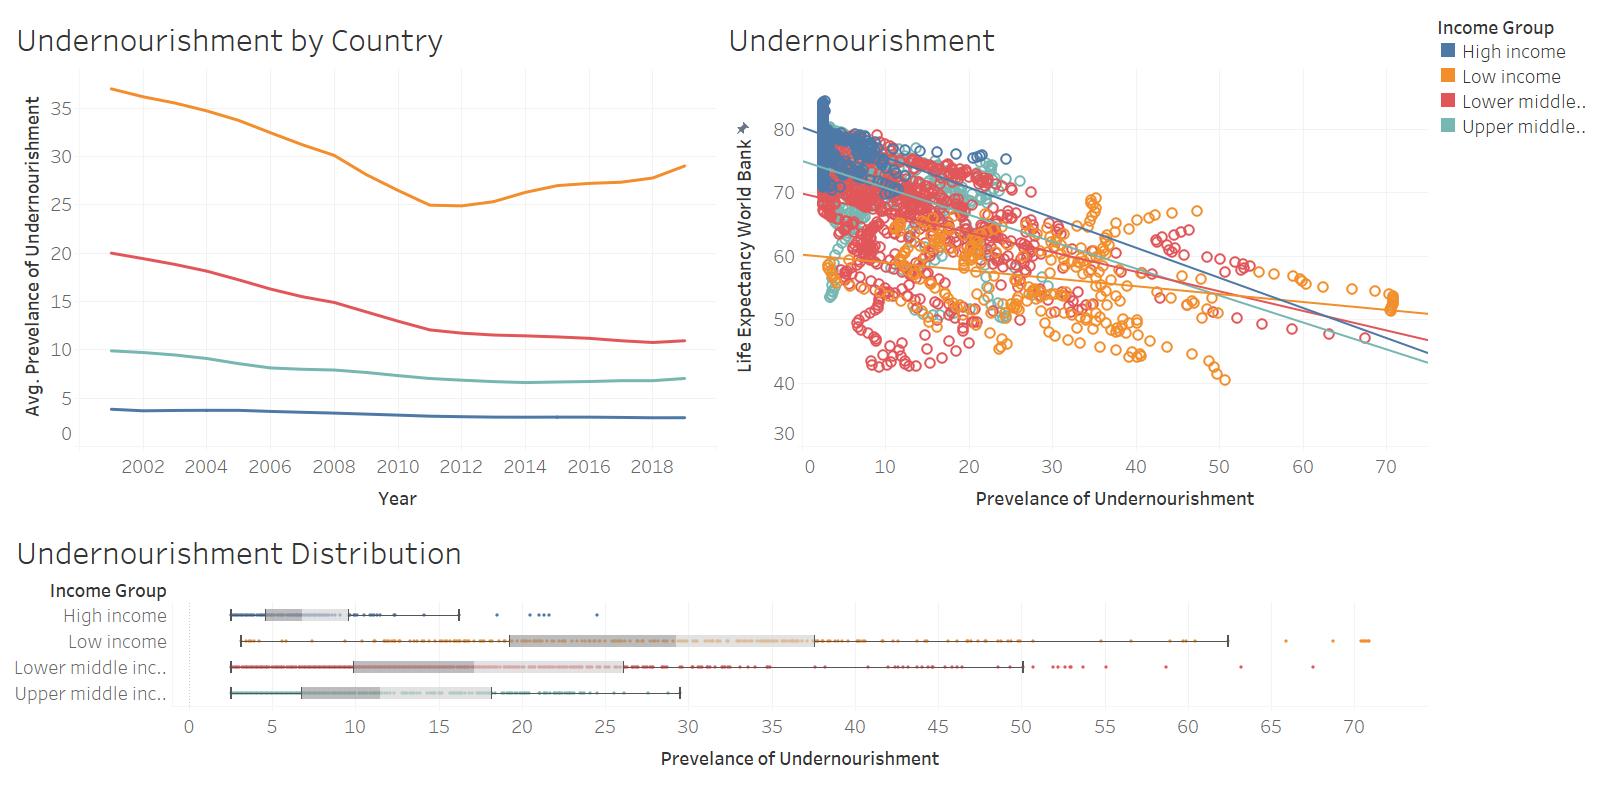 Undernourishment by Country
Avg. Prevelance of Undernourishment
35
30
25
20
15
10
5
0
2002 2004 2006 2008 2010 2012 2014 2016 2018
Year
Undernourishment
Life Expectancy World Bank
80
70
60
50
40
30
0 10 20 30 40 50 60 70
Prevelance of Undernourishment
Income Group
High income
Low income
Lower middle..
Upper middle..
Undernourishment Distribution
Income Group
High income
Low income
Lower middle inc..
Upper middle inc..
0 5 10 15 20 25 30 35 40 45 50 55 60 65 70
Prevelance of Undernourishment